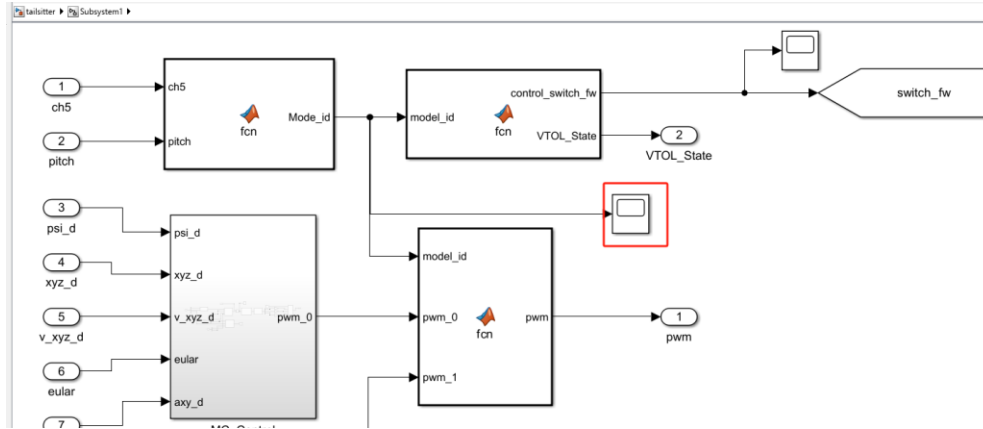 tailsitter ▶ Subsystem1 ▶
1
ch5
2
pitch
ch5
pitch
fcn
Mode_id
model_id
fcn
control_switch_fw
VTOL_State
switch_fw
2
VTOL_State
3
psi_d
4
xyz_d
5
v_xyz_d
6
eular
7
psi_d
xyz_d
v_xyz_d
eular
axy_d
pwm_0
model_id
pwm_0
pwm_1
fcn
pwm
1
pwm